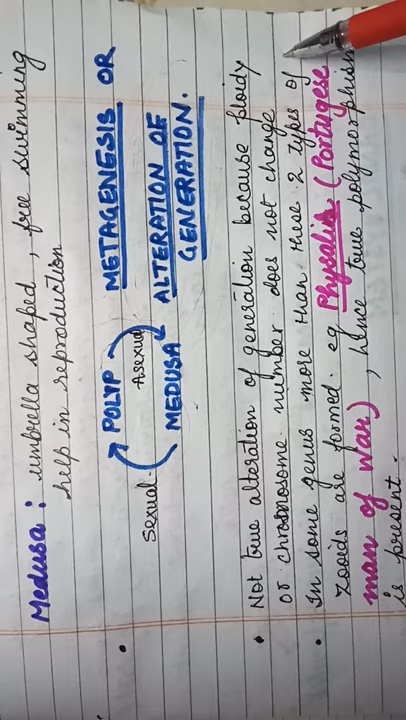 Medusa : umbrella shaped, free swimming
help in reproduction
POLYP METAGENESIS OR
Sexual Asexual
MEDUSA ALTERATION OF
GENERATION.
• Not true alteration of generation because ploidy
or chromosome number does not change
• In some genus more than these 2 types of
zooids are formed. eg Physalia (Portugese
man of war), hence true polymorphism
is present.